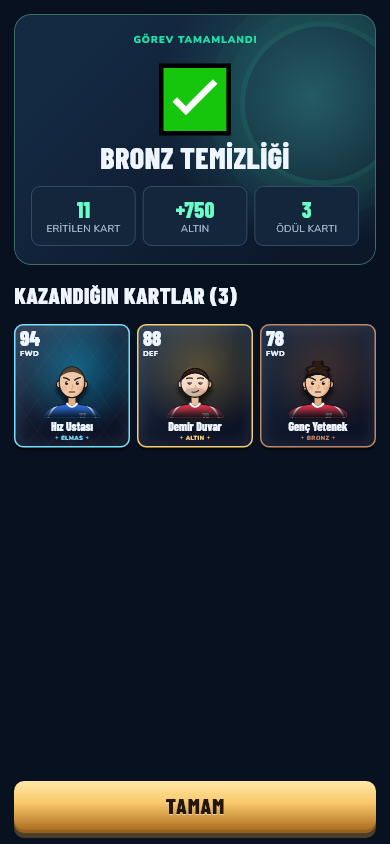 GÖREV TAMAMLANDI
BRONZ TEMİZLİĞİ
11
ERİTİLEN KART
+750
ALTIN
3
ÖDÜL KARTI
KAZANDIĞIN KARTLAR (3)
94
FWD
Hız Ustası
+ ELMAS +
88
DEF
Demir Duvar
+ ALTIN +
78
FWD
Genç Yetenek
+ BRONZ +
TAMAM